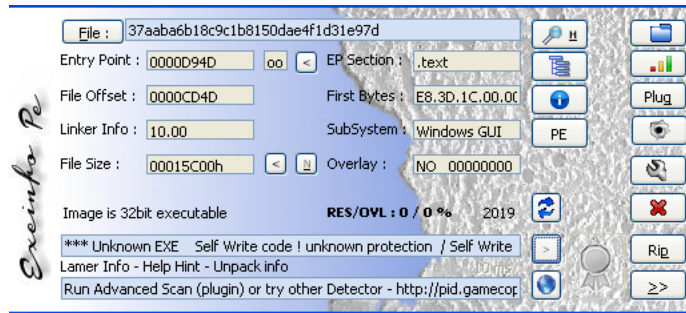 File : 37aaba6b18c9c1b8150dae4f1d31e97d
H
Entry Point : 0000D94D oo < EP Section : .text
File Offset : 0000CD4D First Bytes : E8.3D.1C.00.00
Plug
Linker Info : 10.00 SubSystem : Windows GUI PE
File Size : 00015C00h < N Overlay : NO 00000000
Image is 32bit executable RES/OVL : 0 / 0 % 2019
*** Unknown EXE Self Write code ! unknown protection / Self Write > Rip
Lamer Info - Help Hint - Unpack info
Run Advanced Scan (plugin) or try other Detector - http://pid.gamecop >>
Exeinfo Pe